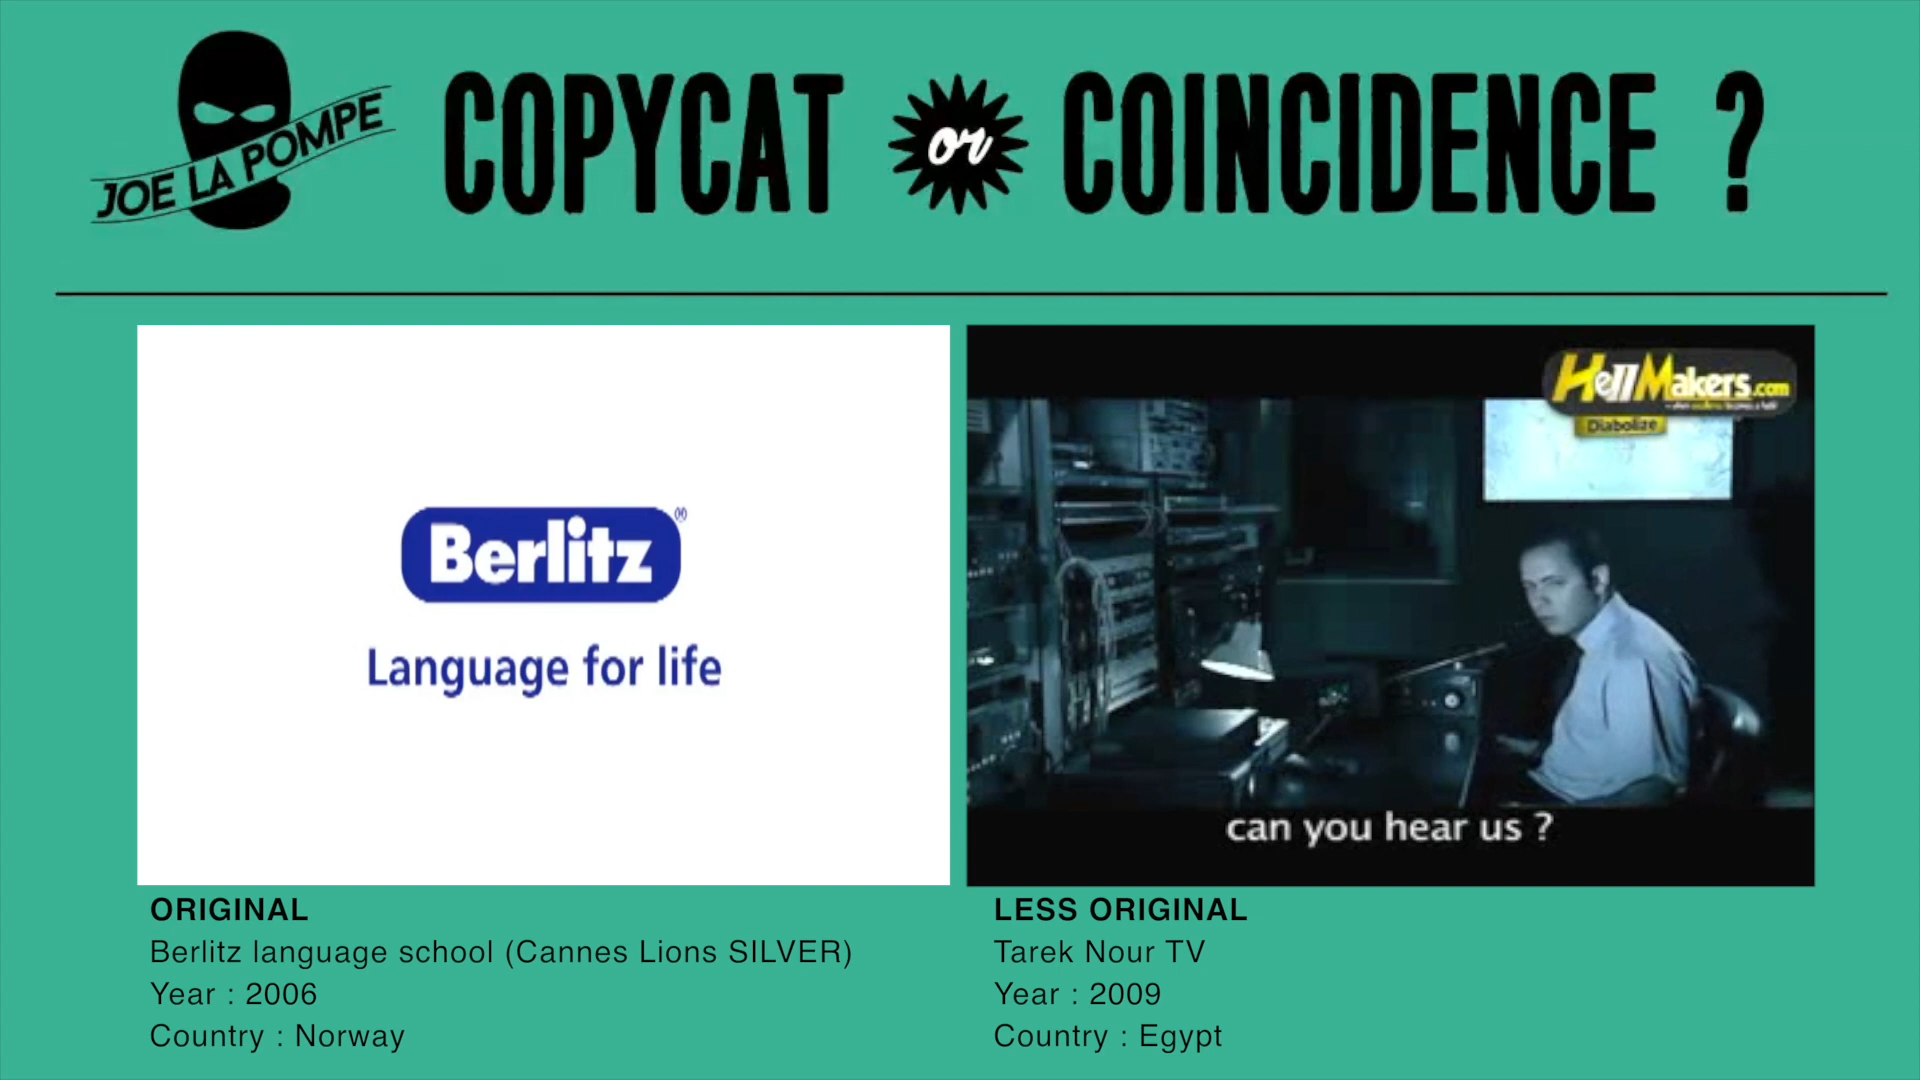 JOE LA POMPE
COPYCAT or COINCIDENCE ?
Berlitz®
Language for life
HellMakers.com
Diabolize
can you hear us ?
ORIGINAL
Berlitz language school (Cannes Lions SILVER)
Year : 2006
Country : Norway
LESS ORIGINAL
Tarek Nour TV
Year : 2009
Country : Egypt